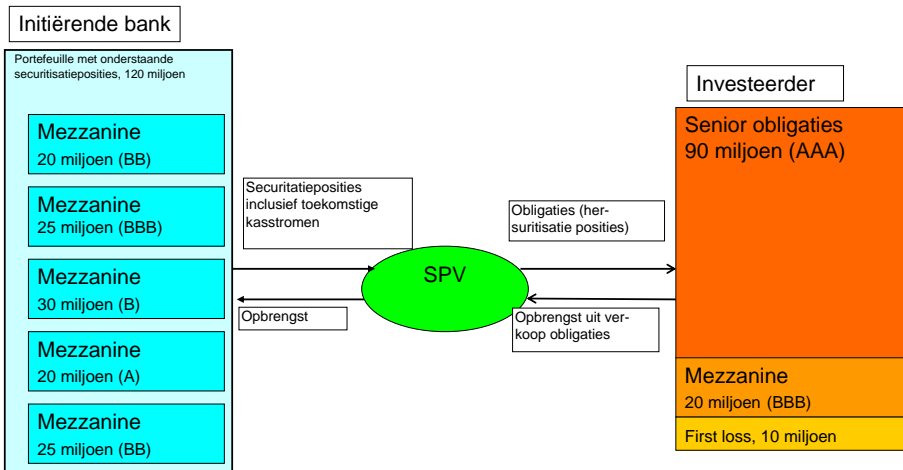 Initiërende bank
Portefeuille met onderstaande
securitisatieposities, 120 miljoen
Mezzanine
20 miljoen (BB)
Mezzanine
25 miljoen (BBB)
Mezzanine
30 miljoen (B)
Mezzanine
20 miljoen (A)
Mezzanine
25 miljoen (BB)
Securitatieposities
inclusief toekomstige
kasstromen
Opbrengst
SPV
Obligaties (her-
suritisatie posities)
Opbrengst uit ver-
koop obligaties
Investeerder
Senior obligaties
90 miljoen (AAA)
Mezzanine
20 miljoen (BBB)
First loss, 10 miljoen